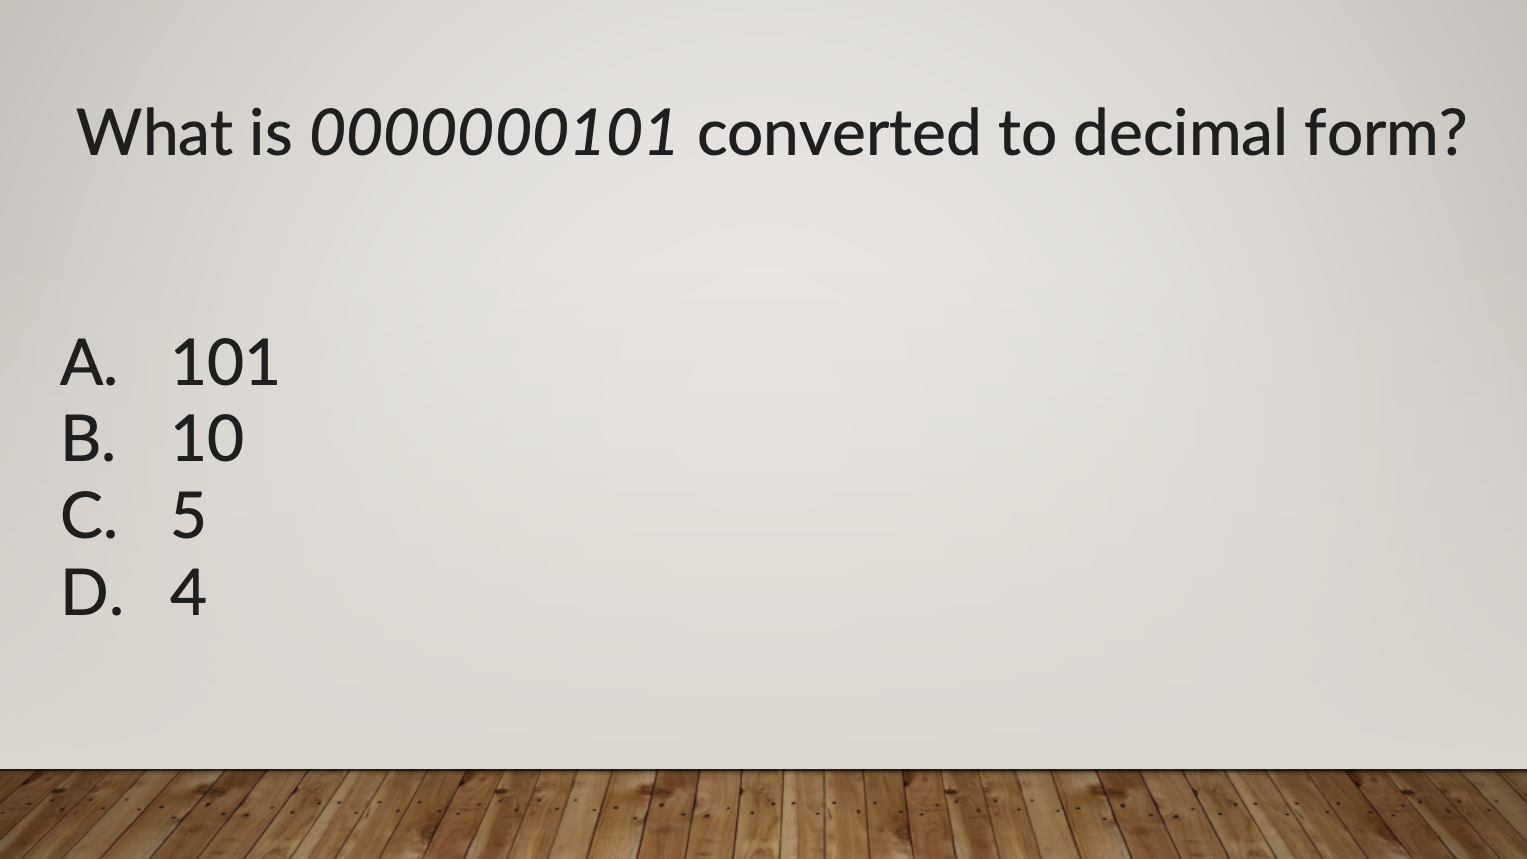 What is 0000000101 converted to decimal form?
A. 101
B. 10
C. 5
D. 4